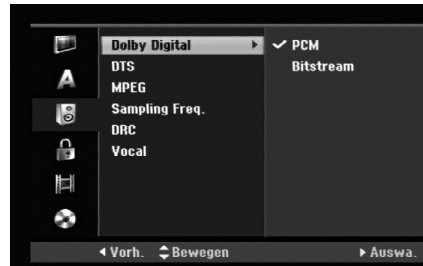 A
Dolby Digital ▶ ✓ PCM
DTS Bitstream
MPEG
Sampling Freq.
DRC
Vocal
◀ Vorh. Bewegen ▶ Auswa.